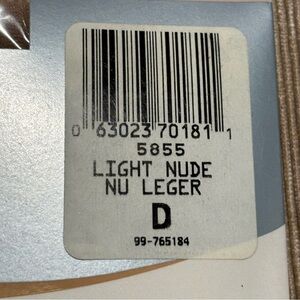 0 63023 70181 1
5855
LIGHT NUDE
NU LEGER
D
99-765184